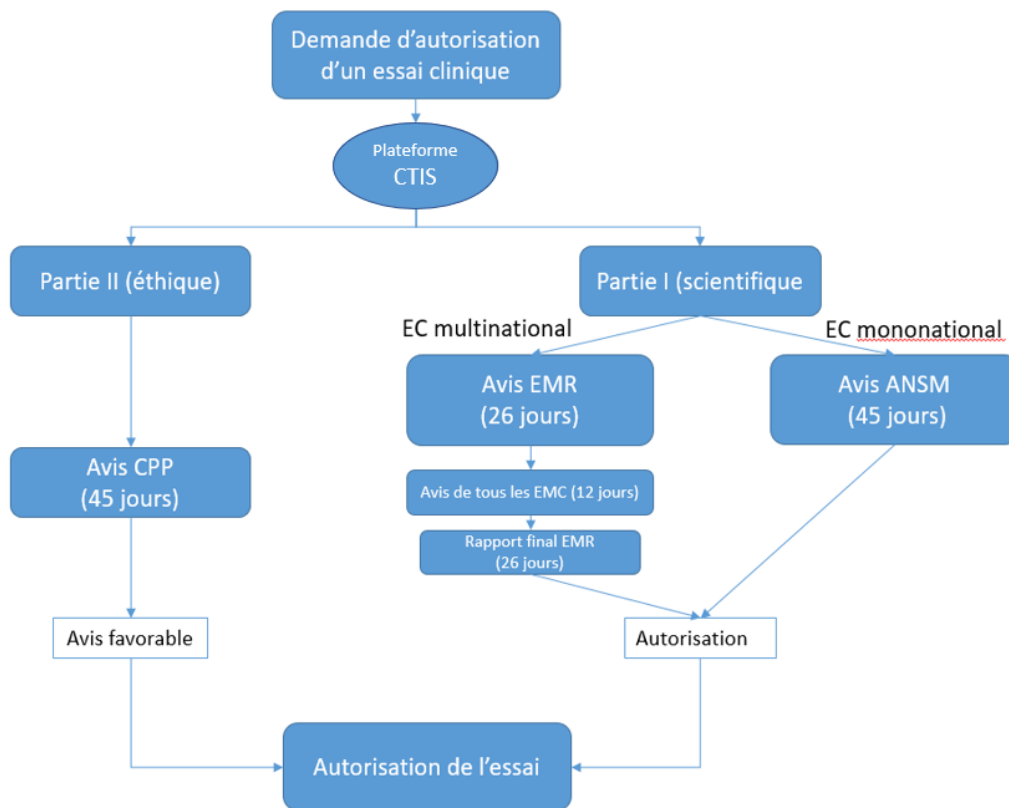 Demande d'autorisation
d'un essai clinique
Plateforme
CTIS
Partie II (éthique)
Partie I (scientifique
EC multinational
EC mononational
Avis EMR
(26 jours)
Avis ANSM
(45 jours)
Avis CPP
(45 jours)
Avis de tous les EMC (12 jours)
Rapport final EMR
(26 jours)
Avis favorable
Autorisation
Autorisation de l'essai